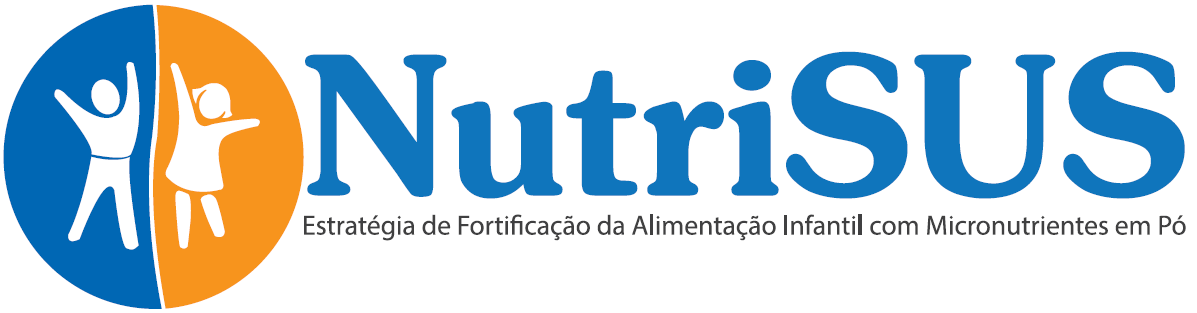 NutriSUS
Estratégia de Fortificação da Alimentação Infantil com Micronutrientes em Pó